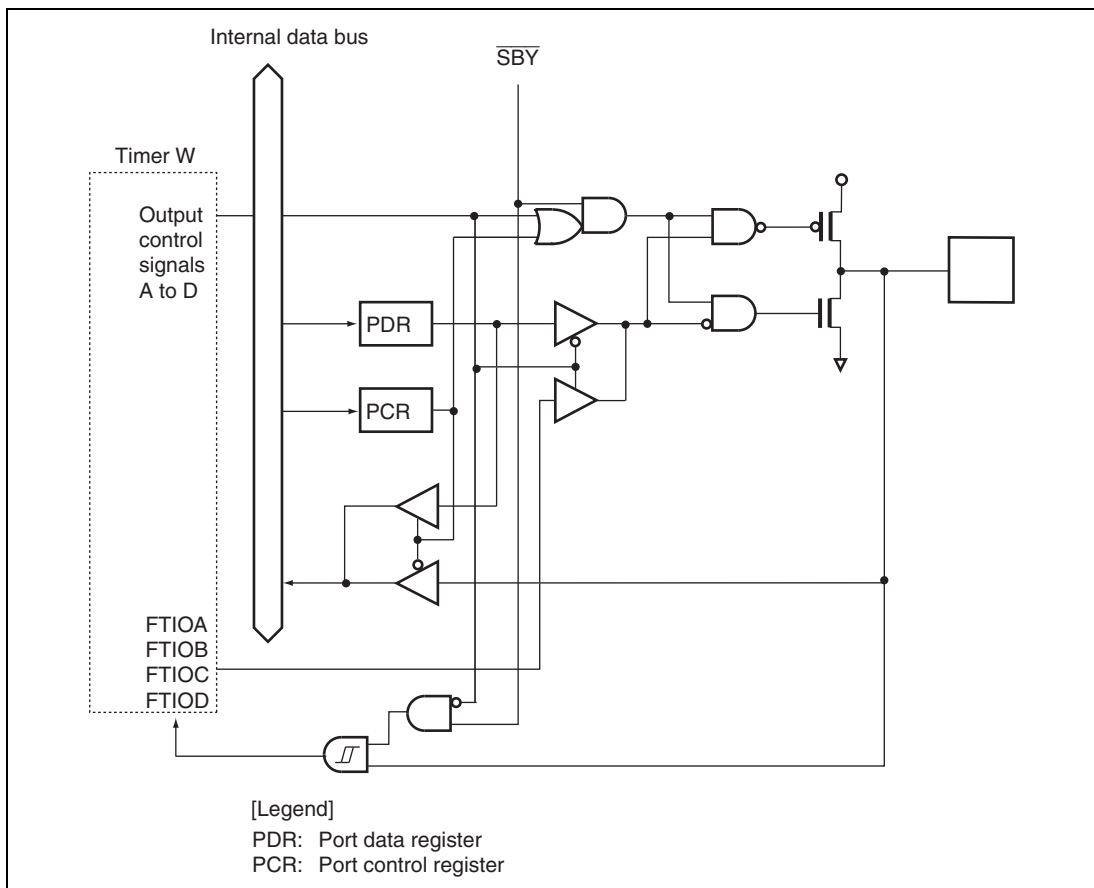 Internal data bus
SBY
Timer W
Output
control
signals
A to D
PDR
PCR
FTIOA
FTIOB
FTIOC
FTIOD
[Legend]
PDR: Port data register
PCR: Port control register